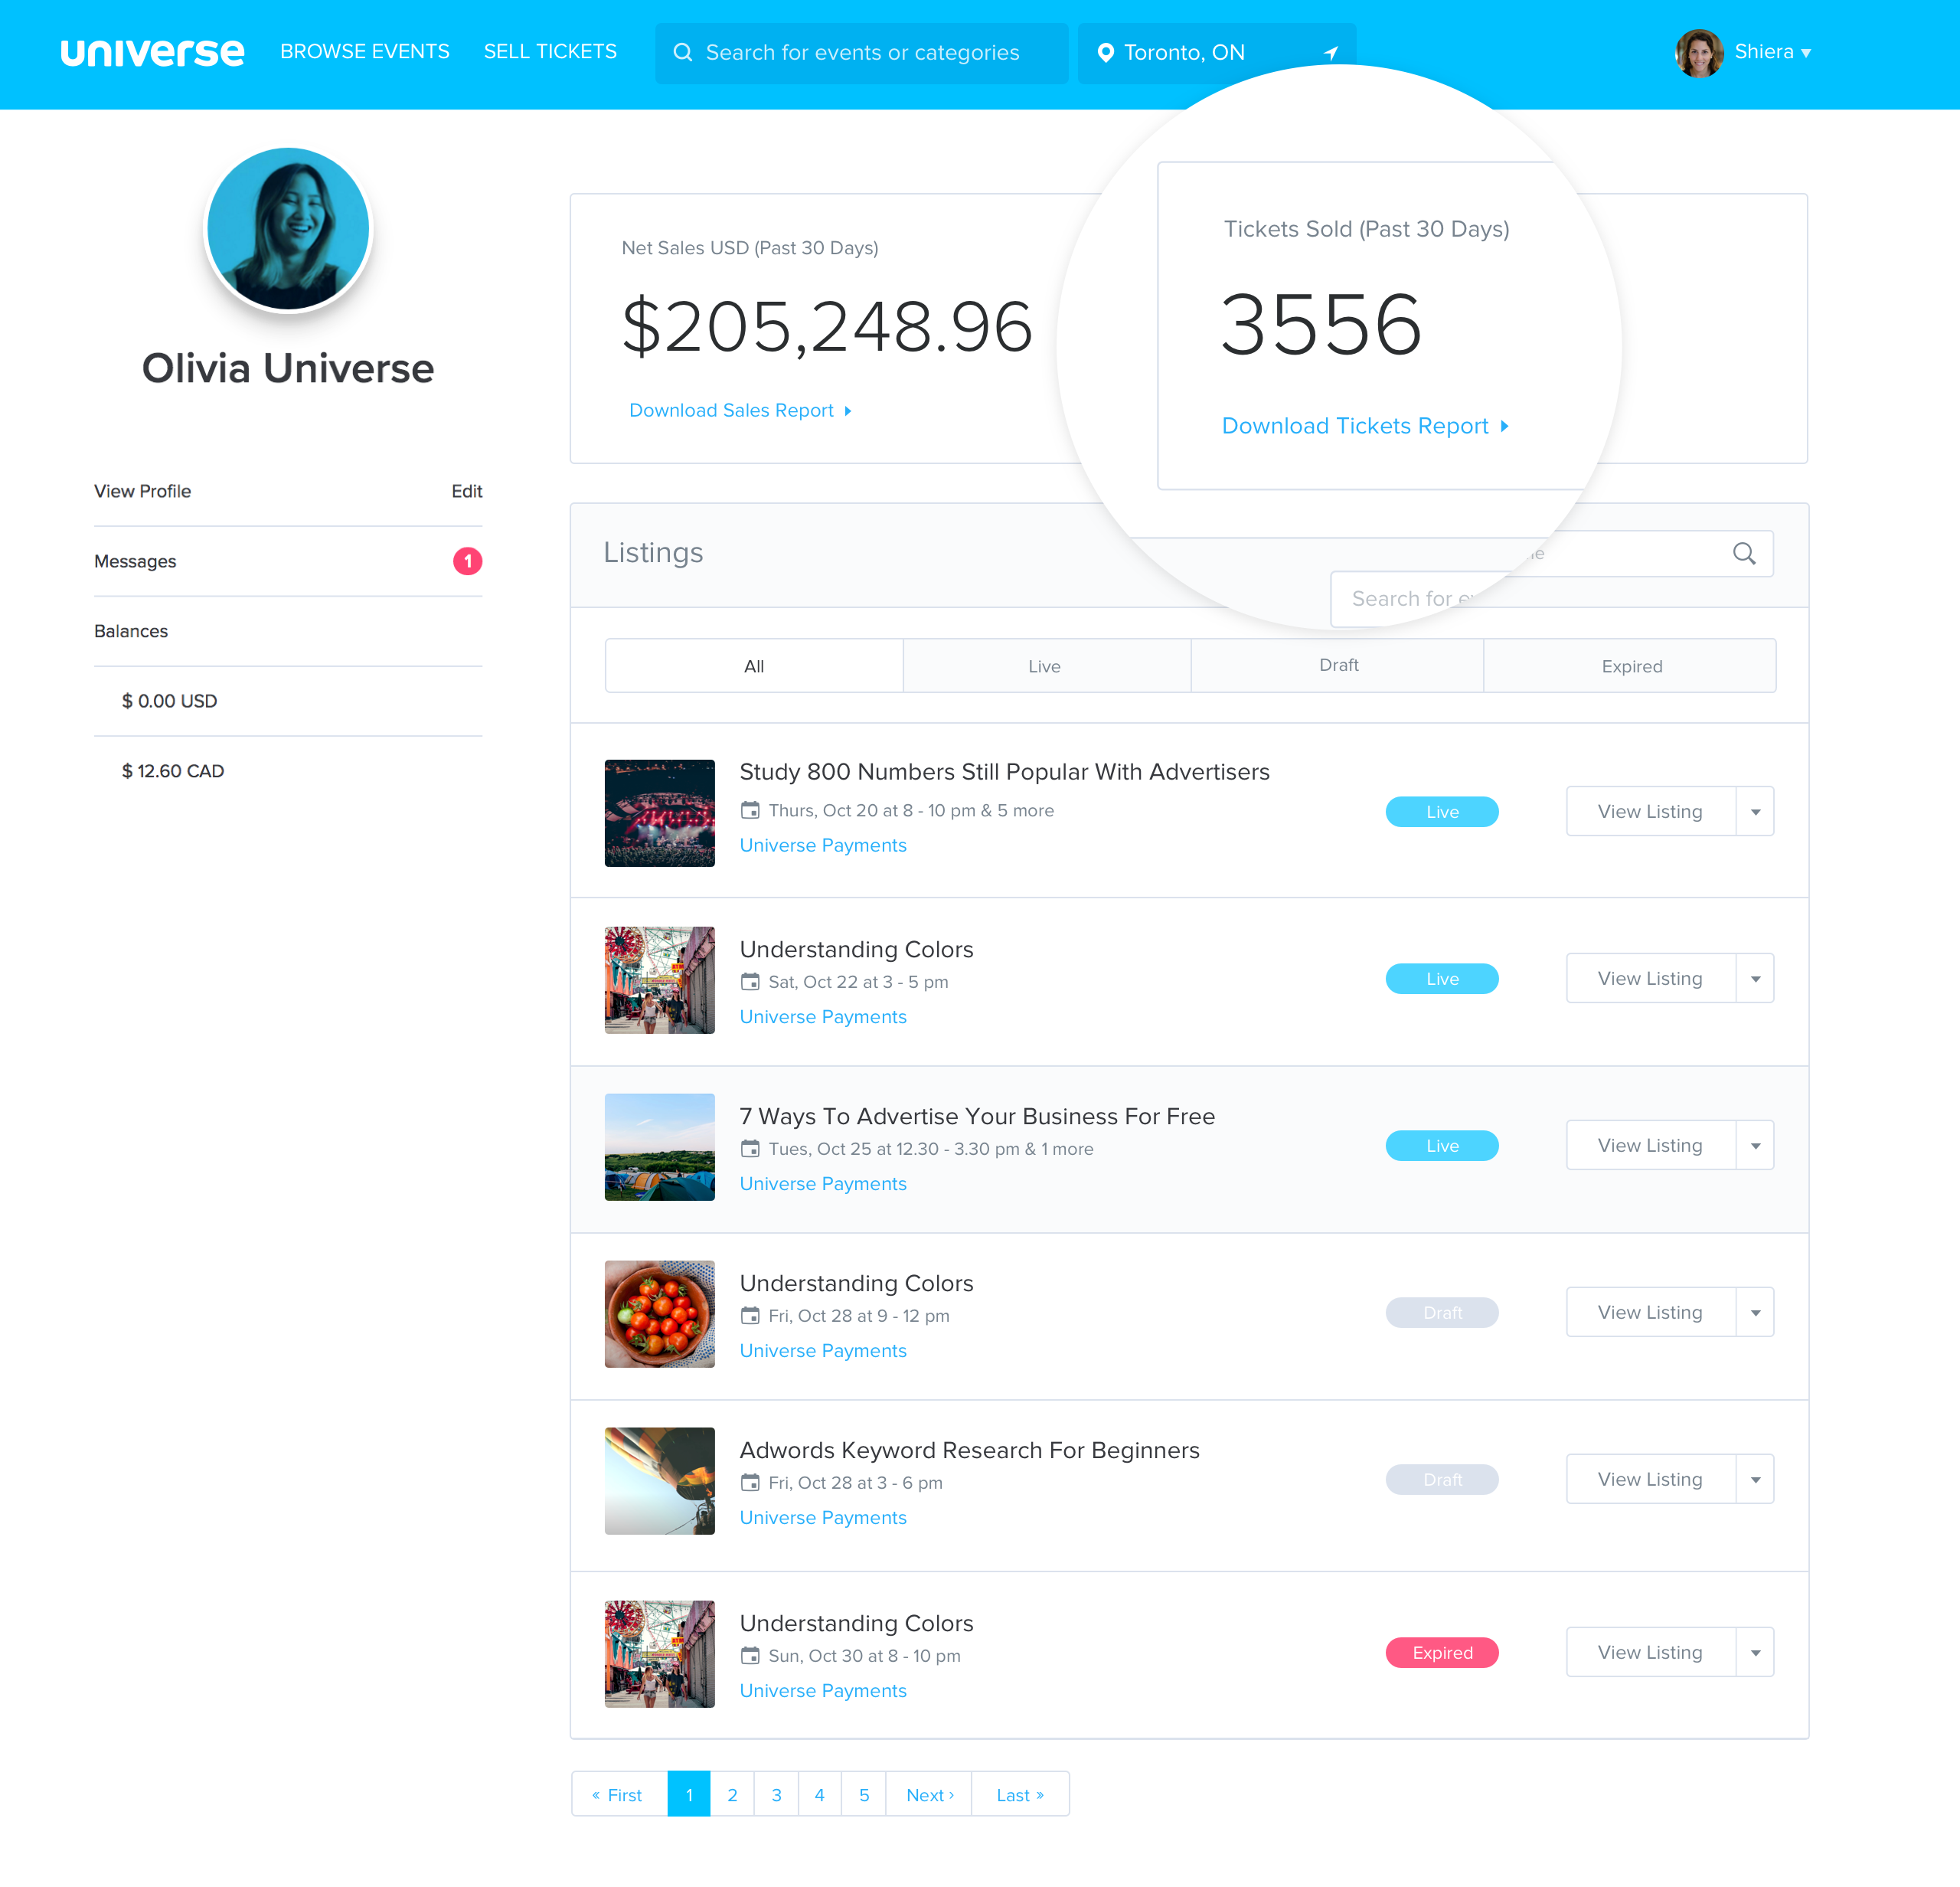 universe BROWSE EVENTS SELL TICKETS Search for events or categories Toronto, ON Shiera
Olivia Universe
View Profile Edit
Messages 1
Balances
$ 0.00 USD
$ 12.60 CAD
Net Sales USD (Past 30 Days)
$205,248.96
Download Sales Report
Tickets Sold (Past 30 Days)
3556
Download Tickets Report
Listings
Search for
All Live Draft Expired
Study 800 Numbers Still Popular With Advertisers
Thurs, Oct 20 at 8 - 10 pm & 5 more
Universe Payments
Live
View Listing
Understanding Colors
Sat, Oct 22 at 3 - 5 pm
Universe Payments
Live
View Listing
7 Ways To Advertise Your Business For Free
Tues, Oct 25 at 12.30 - 3.30 pm & 1 more
Universe Payments
Live
View Listing
Understanding Colors
Fri, Oct 28 at 9 - 12 pm
Universe Payments
Draft
View Listing
Adwords Keyword Research For Beginners
Fri, Oct 28 at 3 - 6 pm
Universe Payments
Draft
View Listing
Understanding Colors
Sun, Oct 30 at 8 - 10 pm
Universe Payments
Expired
View Listing
« First 1 2 3 4 5 Next › Last »